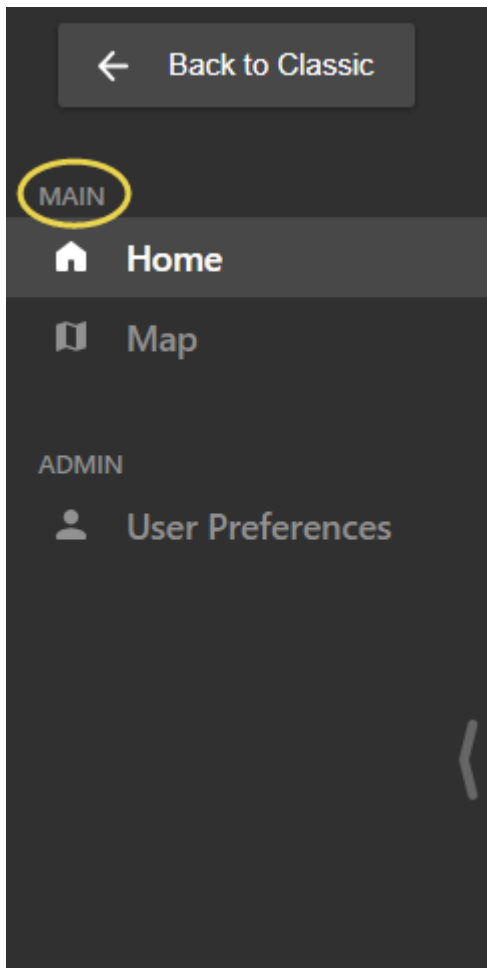 Back to Classic
MAIN
Home
Map
ADMIN
User Preferences